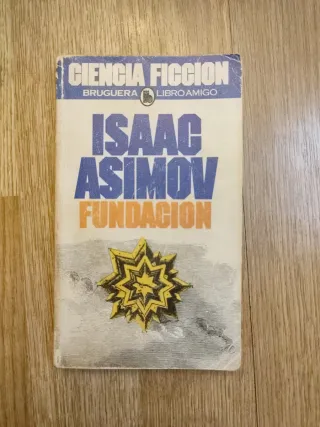 CIENCIA FICCION
BRUGUERA LIBRO AMIGO
ISAAC
ASIMOV
FUNDACION